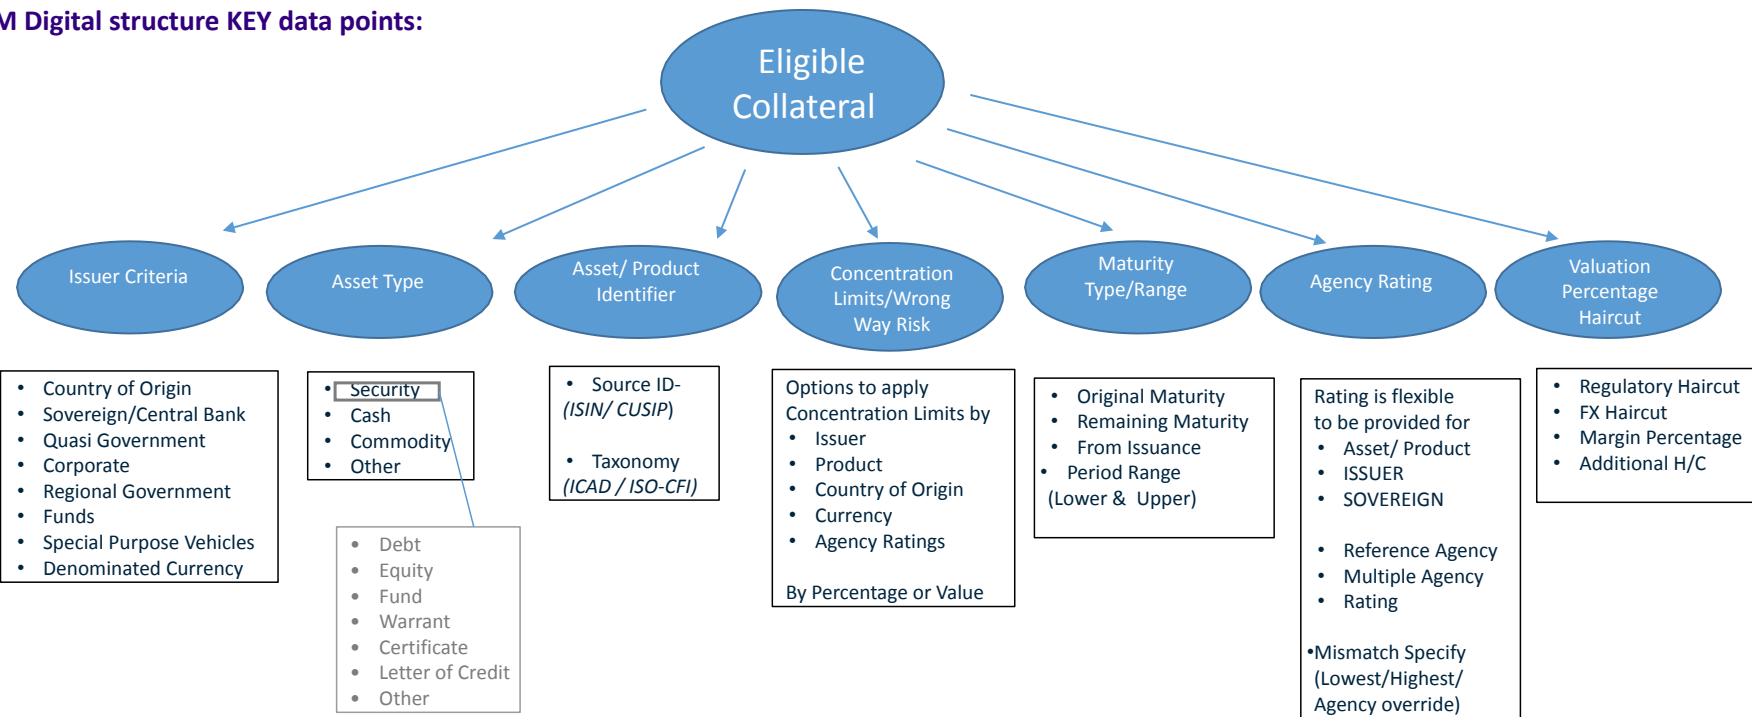 M Digital structure KEY data points:
Eligible
Collateral
Issuer Criteria
Asset Type
Asset/ Product
Identifier
Concentration
Limits/Wrong
Way Risk
Maturity
Type/Range
Agency Rating
Valuation
Percentage
Haircut
• Country of Origin
• Sovereign/Central Bank
• Quasi Government
• Corporate
• Regional Government
• Funds
• Special Purpose Vehicles
• Denominated Currency
• Security
• Cash
• Commodity
• Other
• Debt
• Equity
• Fund
• Warrant
• Certificate
• Letter of Credit
• Other
• Source ID-
(ISIN/ CUSIP)
• Taxonomy
(ICAD / ISO-CFI)
Options to apply
Concentration Limits by
• Issuer
• Product
• Country of Origin
• Currency
• Agency Ratings
By Percentage or Value
• Original Maturity
• Remaining Maturity
• From Issuance
• Period Range
(Lower & Upper)
Rating is flexible
to be provided for
• Asset/ Product
• ISSUER
• SOVEREIGN
• Reference Agency
• Multiple Agency
• Rating
•Mismatch Specify
(Lowest/Highest/
Agency override)
• Regulatory Haircut
• FX Haircut
• Margin Percentage
• Additional H/C